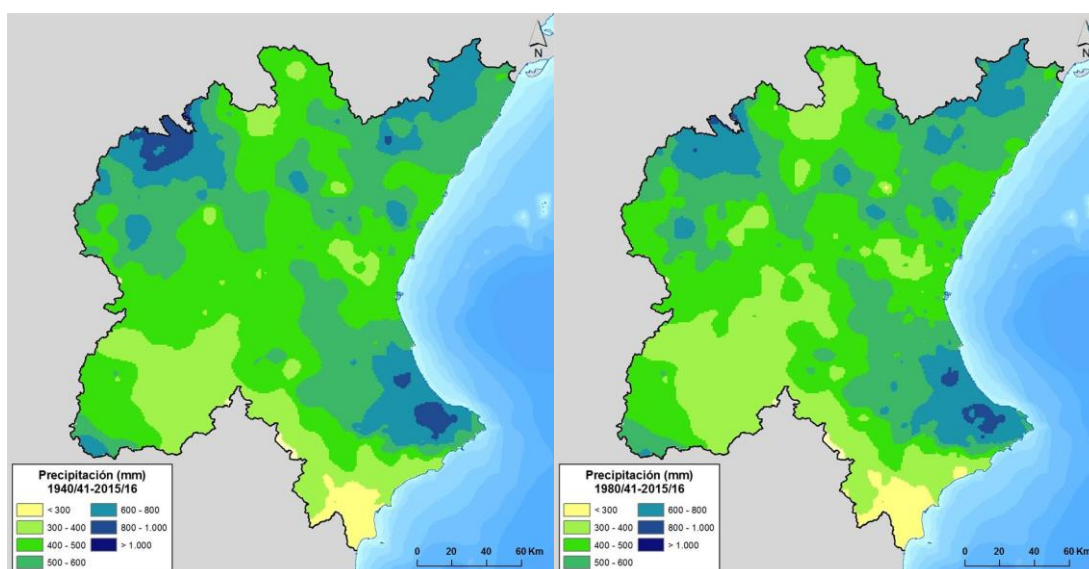 N
Precipitación (mm)
1940/41-2015/16
< 300
300 - 400
400 - 500
500 - 600
600 - 800
800 - 1.000
> 1.000
0 20 40 60 Km
N
Precipitación (mm)
1980/41-2015/16
< 300
300 - 400
400 - 500
500 - 600
600 - 800
800 - 1.000
> 1.000
0 20 40 60 Km